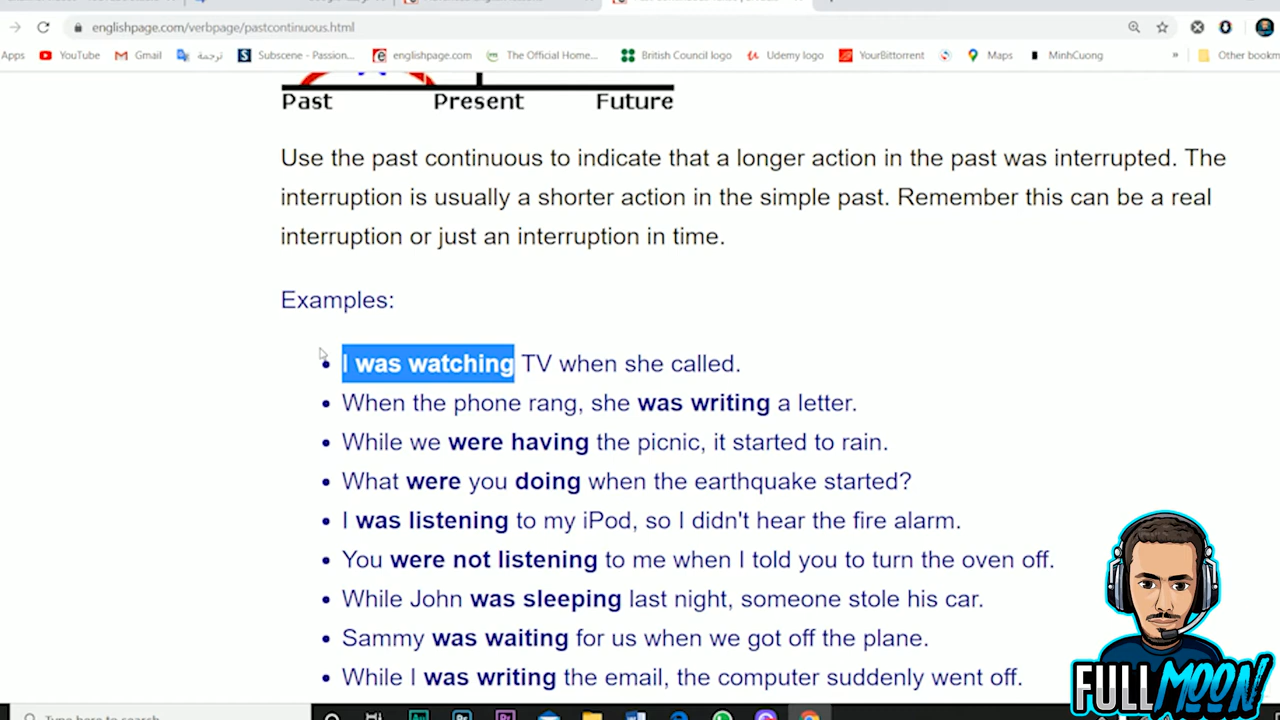 englishpage.com/verbpage/pastcontinuous.html
Apps YouTube Gmail ترجمة Subscene - Passion... englishpage.com The Official Home... British Council logo Udemy logo YourBittorrent Maps MinhCuong » Other bookm
Past Present Future
Use the past continuous to indicate that a longer action in the past was interrupted. The
interruption is usually a shorter action in the simple past. Remember this can be a real
interruption or just an interruption in time.
Examples:
• I was watching TV when she called.
• When the phone rang, she was writing a letter.
• While we were having the picnic, it started to rain.
• What were you doing when the earthquake started?
• I was listening to my iPod, so I didn't hear the fire alarm.
• You were not listening to me when I told you to turn the oven off.
• While John was sleeping last night, someone stole his car.
• Sammy was waiting for us when we got off the plane.
• While I was writing the email, the computer suddenly went off.
FULLMOON
Type here to search